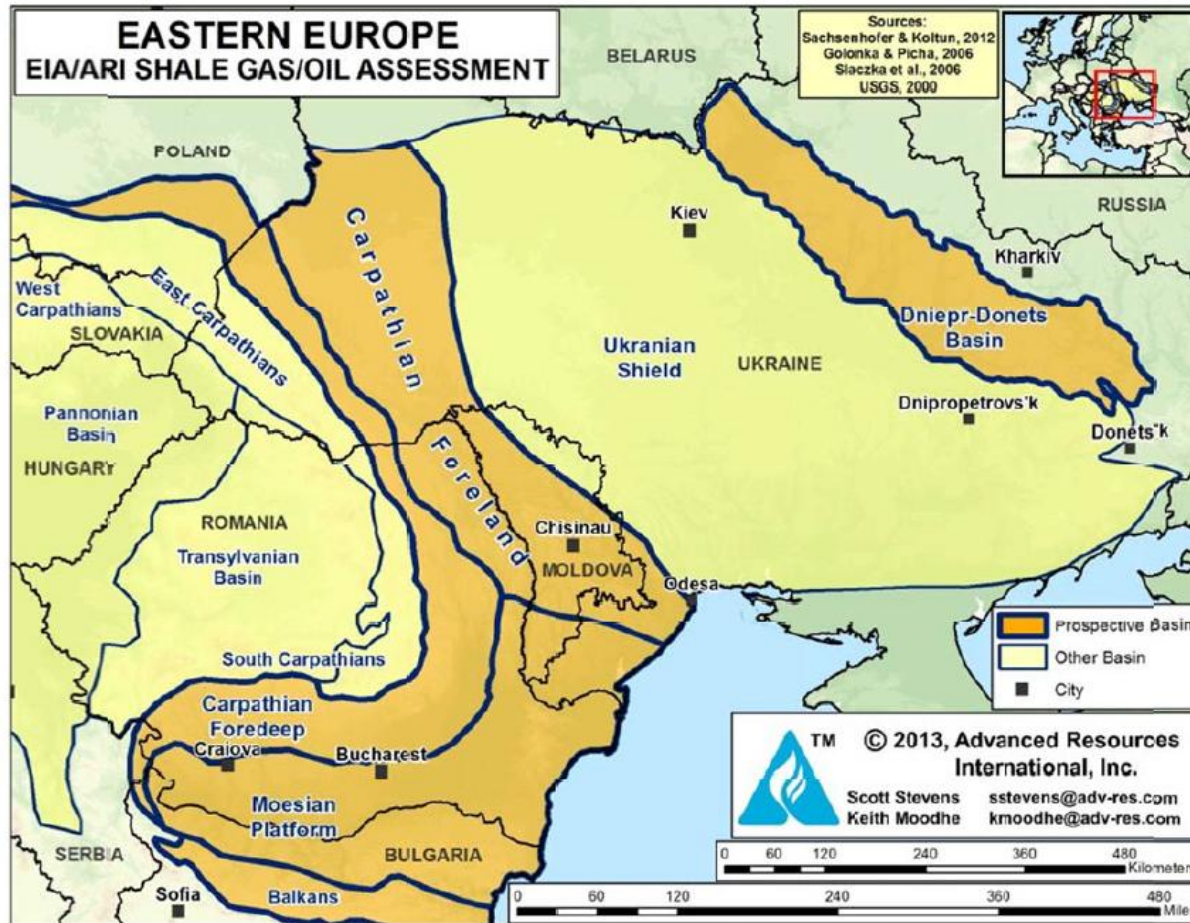 EASTERN EUROPE
EIA/ARI SHALE GAS/OIL ASSESSMENT
Sources:
Sachsenhofer & Koltun, 2012
Golonka & Picha, 2006
Slaczka et al., 2006
USGS, 2000
BELARUS
POLAND
RUSSIA
Kiev
Kharkiv
Carpathian
Foreland
East Carpathians
West
Carpathians
SLOVAKIA
Dniepr-Donets
Basin
Ukranian
Shield
UKRAINE
Pannonian
Basin
Dnipropetrovs'k
Donets'k
HUNGARY
ROMANIA
Transylvanian
Basin
Chisinau
MOLDOVA
Odesa
South Carpathians
Carpathian
Foredeep
Craiova
Bucharest
Moesian
Platform
SERBIA
BULGARIA
Sofia
Balkans
Prospective Basin
Other Basin
City
TM
© 2013, Advanced Resources
International, Inc.
Scott Stevens sstevens@adv-res.com
Keith Moodhe kmoodhe@adv-res.com
0 30 60 120 240 360 480
Kilometer
0 60 120 240 360 480
Mile